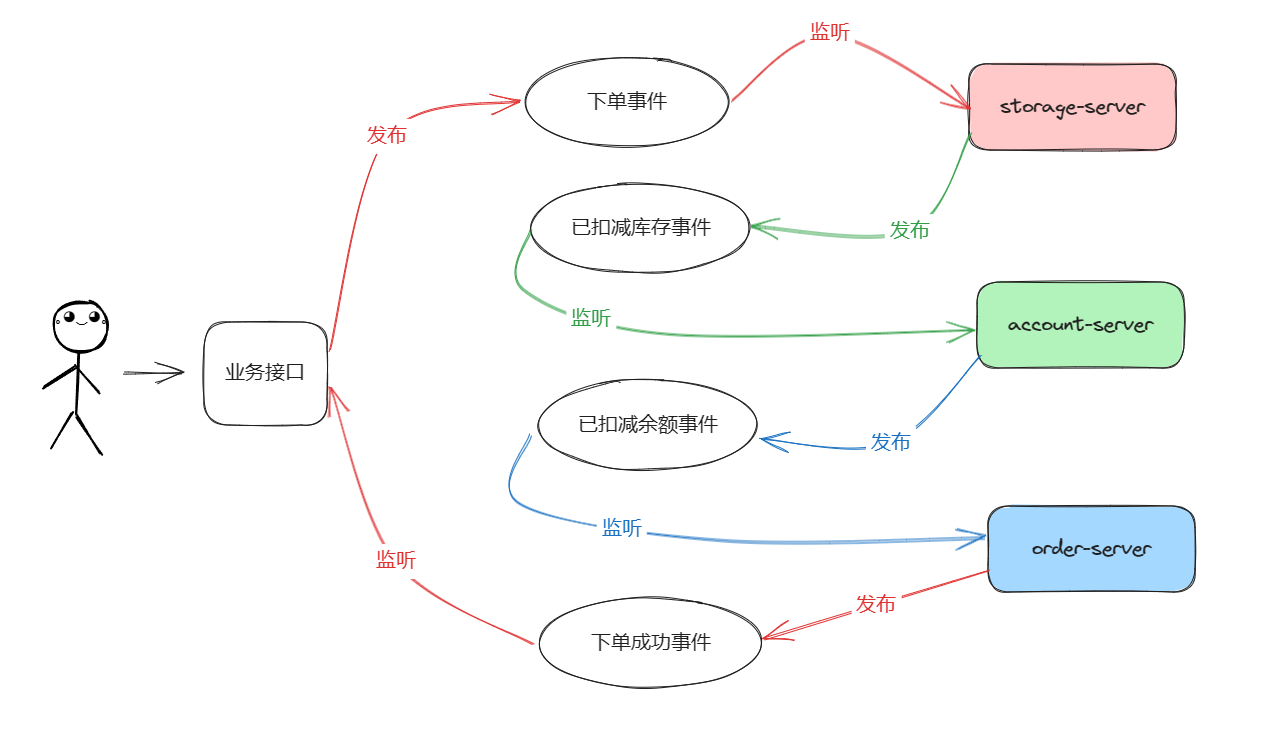 监听
下单事件
storage-server
发布
已扣减库存事件
发布
监听
account-server
业务接口
已扣减余额事件
发布
监听
order-server
监听
发布
下单成功事件